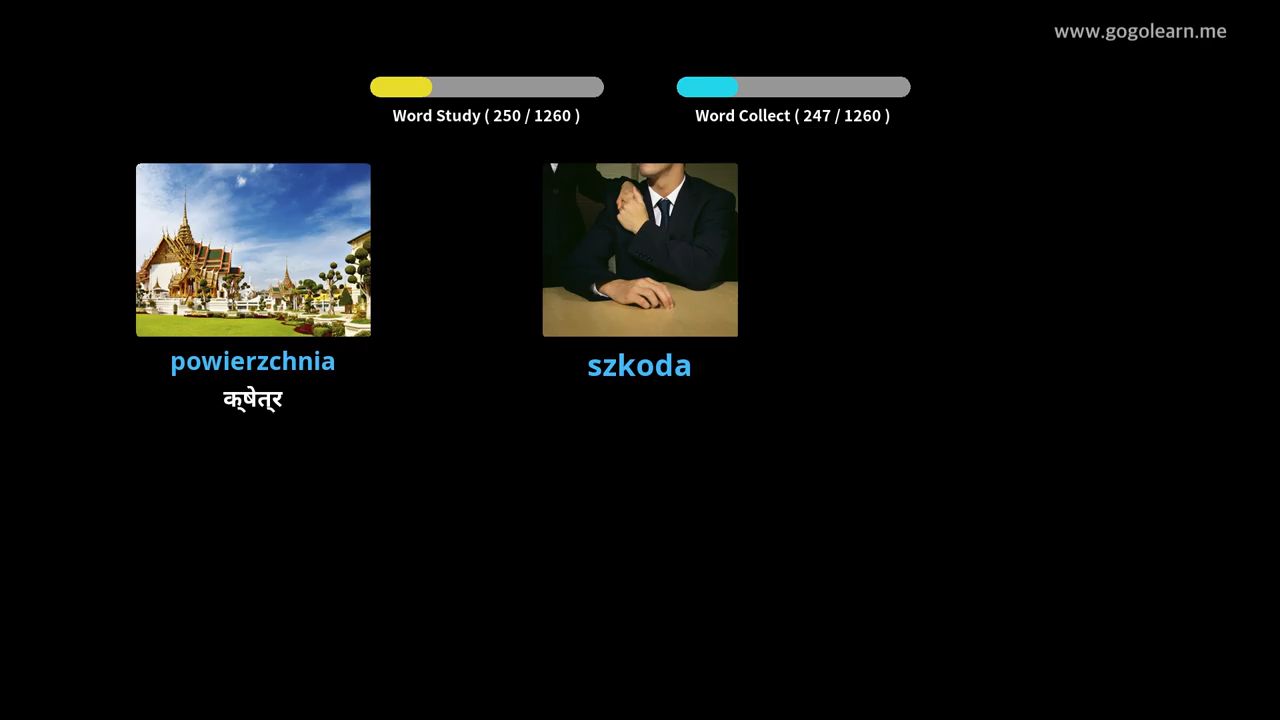 www.gogolearn.me
Word Study ( 250 / 1260 )
Word Collect ( 247 / 1260 )
powierzchnia
क्षेत्र
szkoda